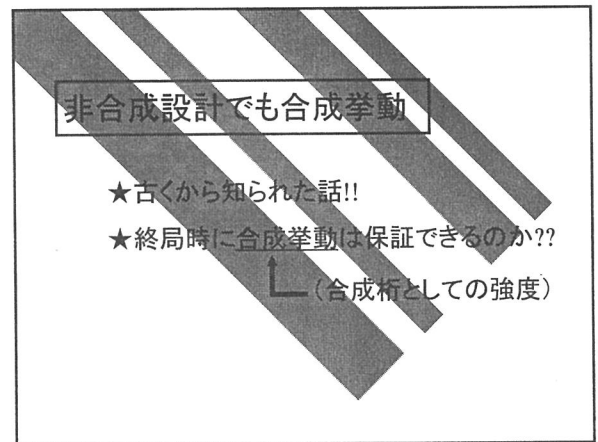 非合成設計でも合成挙動
★古くから知られた話!!
★終局時に合成挙動は保証できるのか??
(合成桁としての強度)